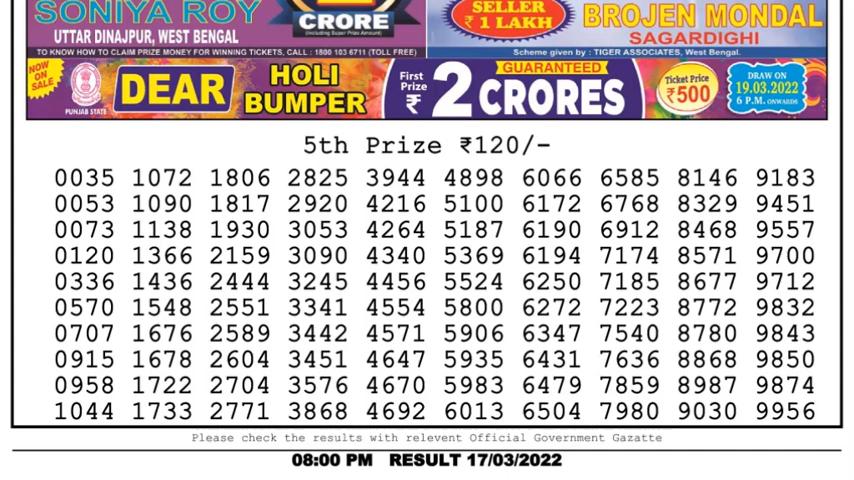 SONIYA ROY
UTTAR DINAJPUR, WEST BENGAL
CRORE
(Including Super Prize Amount)
SELLER
₹ 1 LAKH
BROJEN MONDAL
SAGARDIGHI
TO KNOW HOW TO CLAIM PRIZE MONEY FOR WINNING TICKETS, CALL : 1800 103 6711 (TOLL FREE)
Scheme given by : TIGER ASSOCIATES, West Bengal.
NOW ON SALE
PUNJAB STATE
DEAR
HOLI
BUMPER
First
Prize
₹
2 CRORES
GUARANTEED
Ticket Price
₹500
DRAW ON
19.03.2022
6 P.M. ONWARDS
5th Prize ₹120/-
0035 1072 1806 2825 3944 4898 6066 6585 8146 9183
0053 1090 1817 2920 4216 5100 6172 6768 8329 9451
0073 1138 1930 3053 4264 5187 6190 6912 8468 9557
0120 1366 2159 3090 4340 5369 6194 7174 8571 9700
0336 1436 2444 3245 4456 5524 6250 7185 8677 9712
0570 1548 2551 3341 4554 5800 6272 7223 8772 9832
0707 1676 2589 3442 4571 5906 6347 7540 8780 9843
0915 1678 2604 3451 4647 5935 6431 7636 8868 9850
0958 1722 2704 3576 4670 5983 6479 7859 8987 9874
1044 1733 2771 3868 4692 6013 6504 7980 9030 9956
Please check the results with relevent Official Government Gazatte
08:00 PM RESULT 17/03/2022